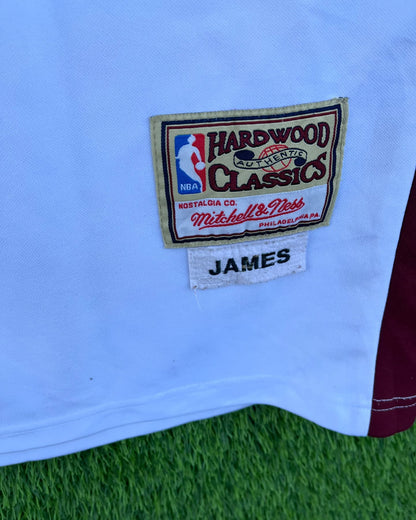 HARDWOOD
AUTHENTIC
CLASSICS
NBA
NOSTALGIA CO.
Mitchell & Ness
PHILADELPHIA, PA.
JAMES